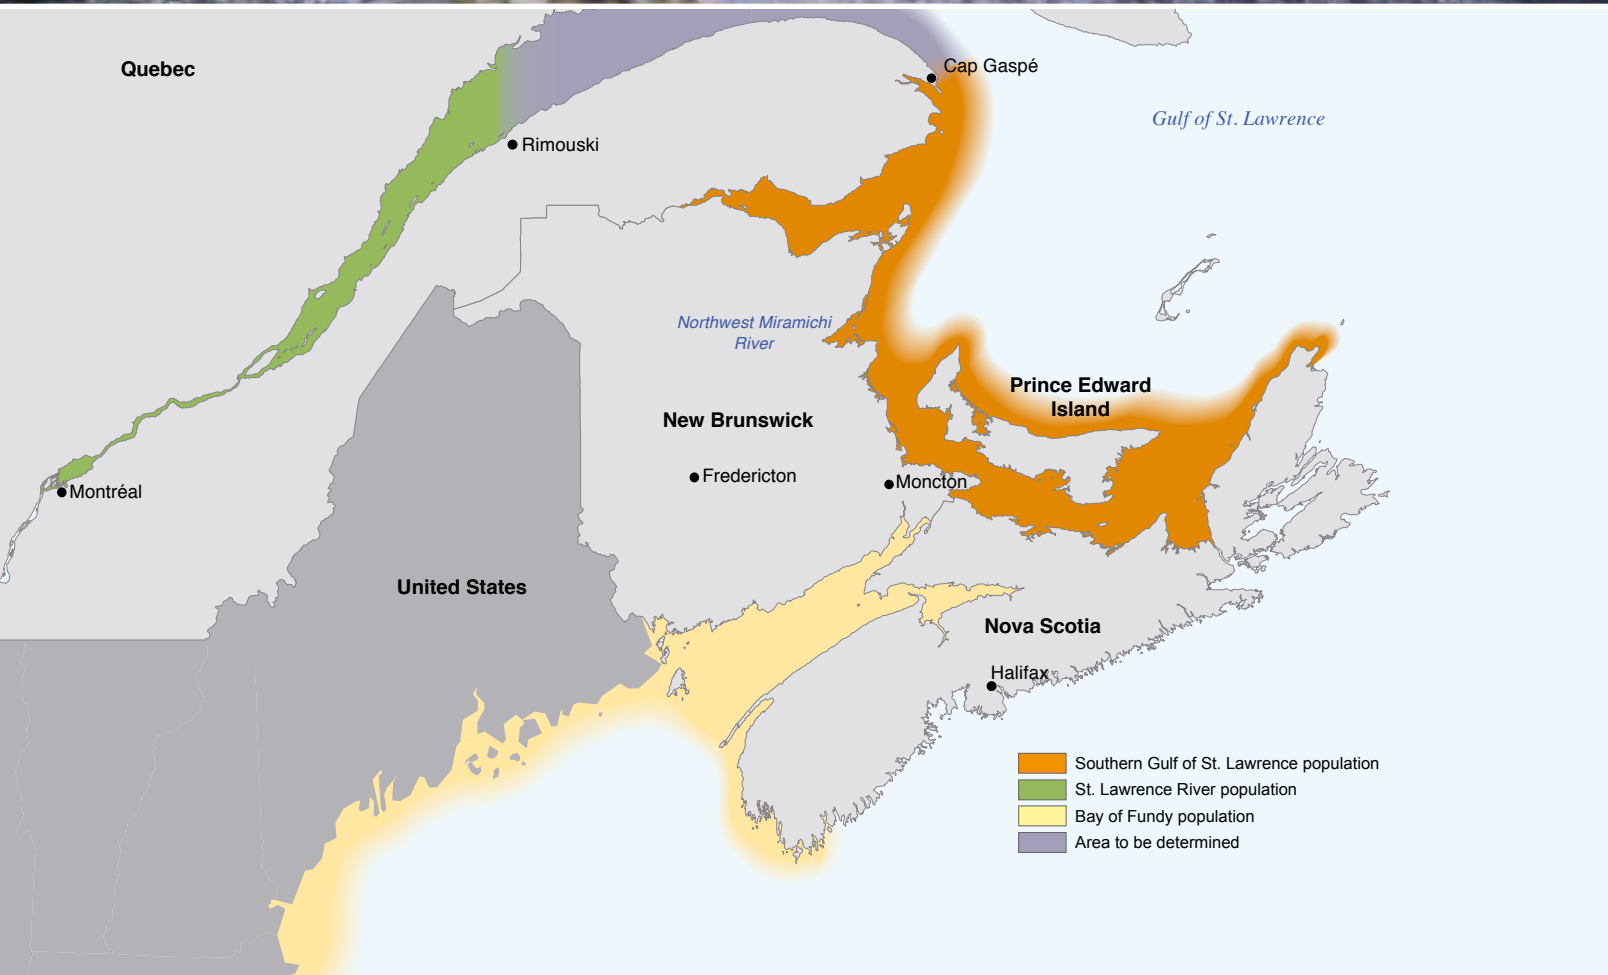 Quebec
Cap Gaspé
Gulf of St. Lawrence
Rimouski
Northwest Miramichi
River
Prince Edward
Island
New Brunswick
Fredericton
Moncton
Montréal
United States
Nova Scotia
Halifax
Southern Gulf of St. Lawrence population
St. Lawrence River population
Bay of Fundy population
Area to be determined